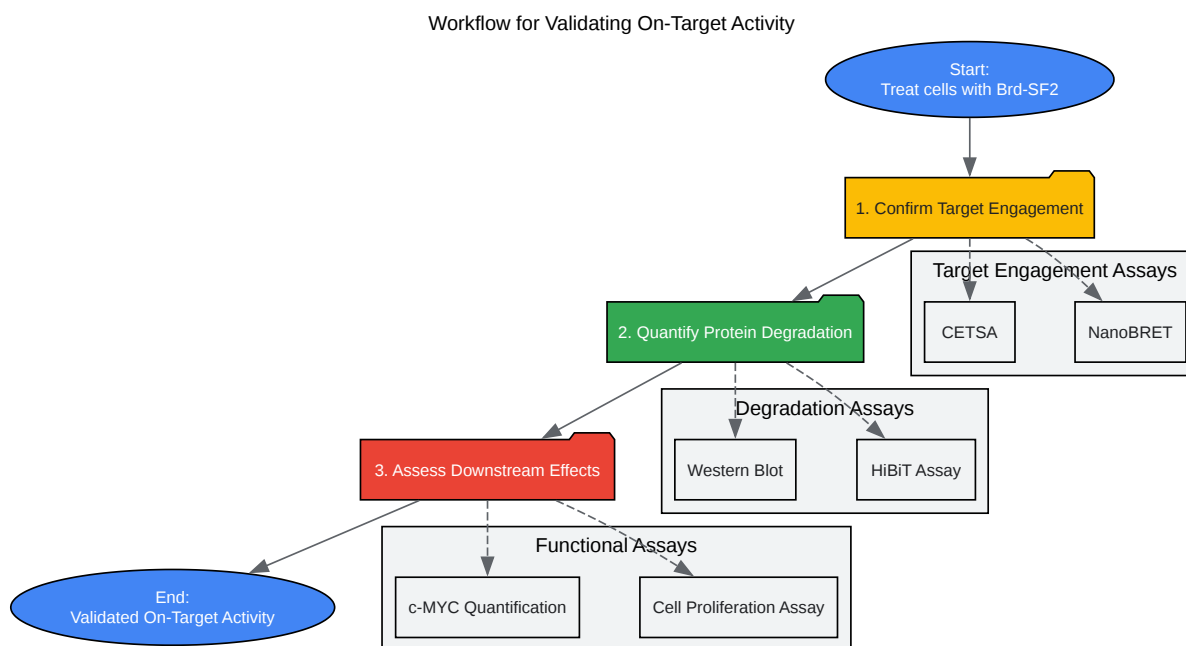 Workflow for Validating On-Target Activity
Start:
Treat cells with Brd-SF2
1. Confirm Target Engagement
Target Engagement Assays
CETSA
NanoBRET
2. Quantify Protein Degradation
Degradation Assays
Western Blot
HiBiT Assay
3. Assess Downstream Effects
Functional Assays
c-MYC Quantification
Cell Proliferation Assay
End:
Validated On-Target Activity